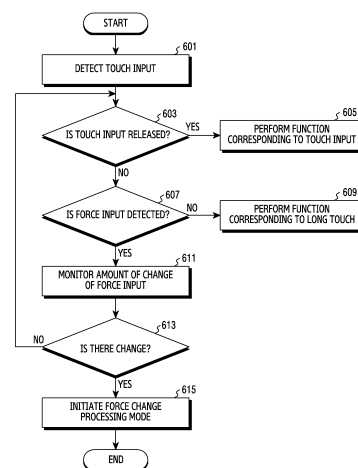 START
601
DETECT TOUCH INPUT
603
IS TOUCH INPUT RELEASED?
YES
605
PERFORM FUNCTION
CORRESPONDING TO TOUCH INPUT
NO
607
IS FORCE INPUT DETECTED?
NO
609
PERFORM FUNCTION
CORRESPONDING TO LONG TOUCH
YES
611
MONITOR AMOUNT OF CHANGE
OF FORCE INPUT
613
NO
IS THERE CHANGE?
YES
615
INITIATE FORCE CHANGE
PROCESSING MODE
END